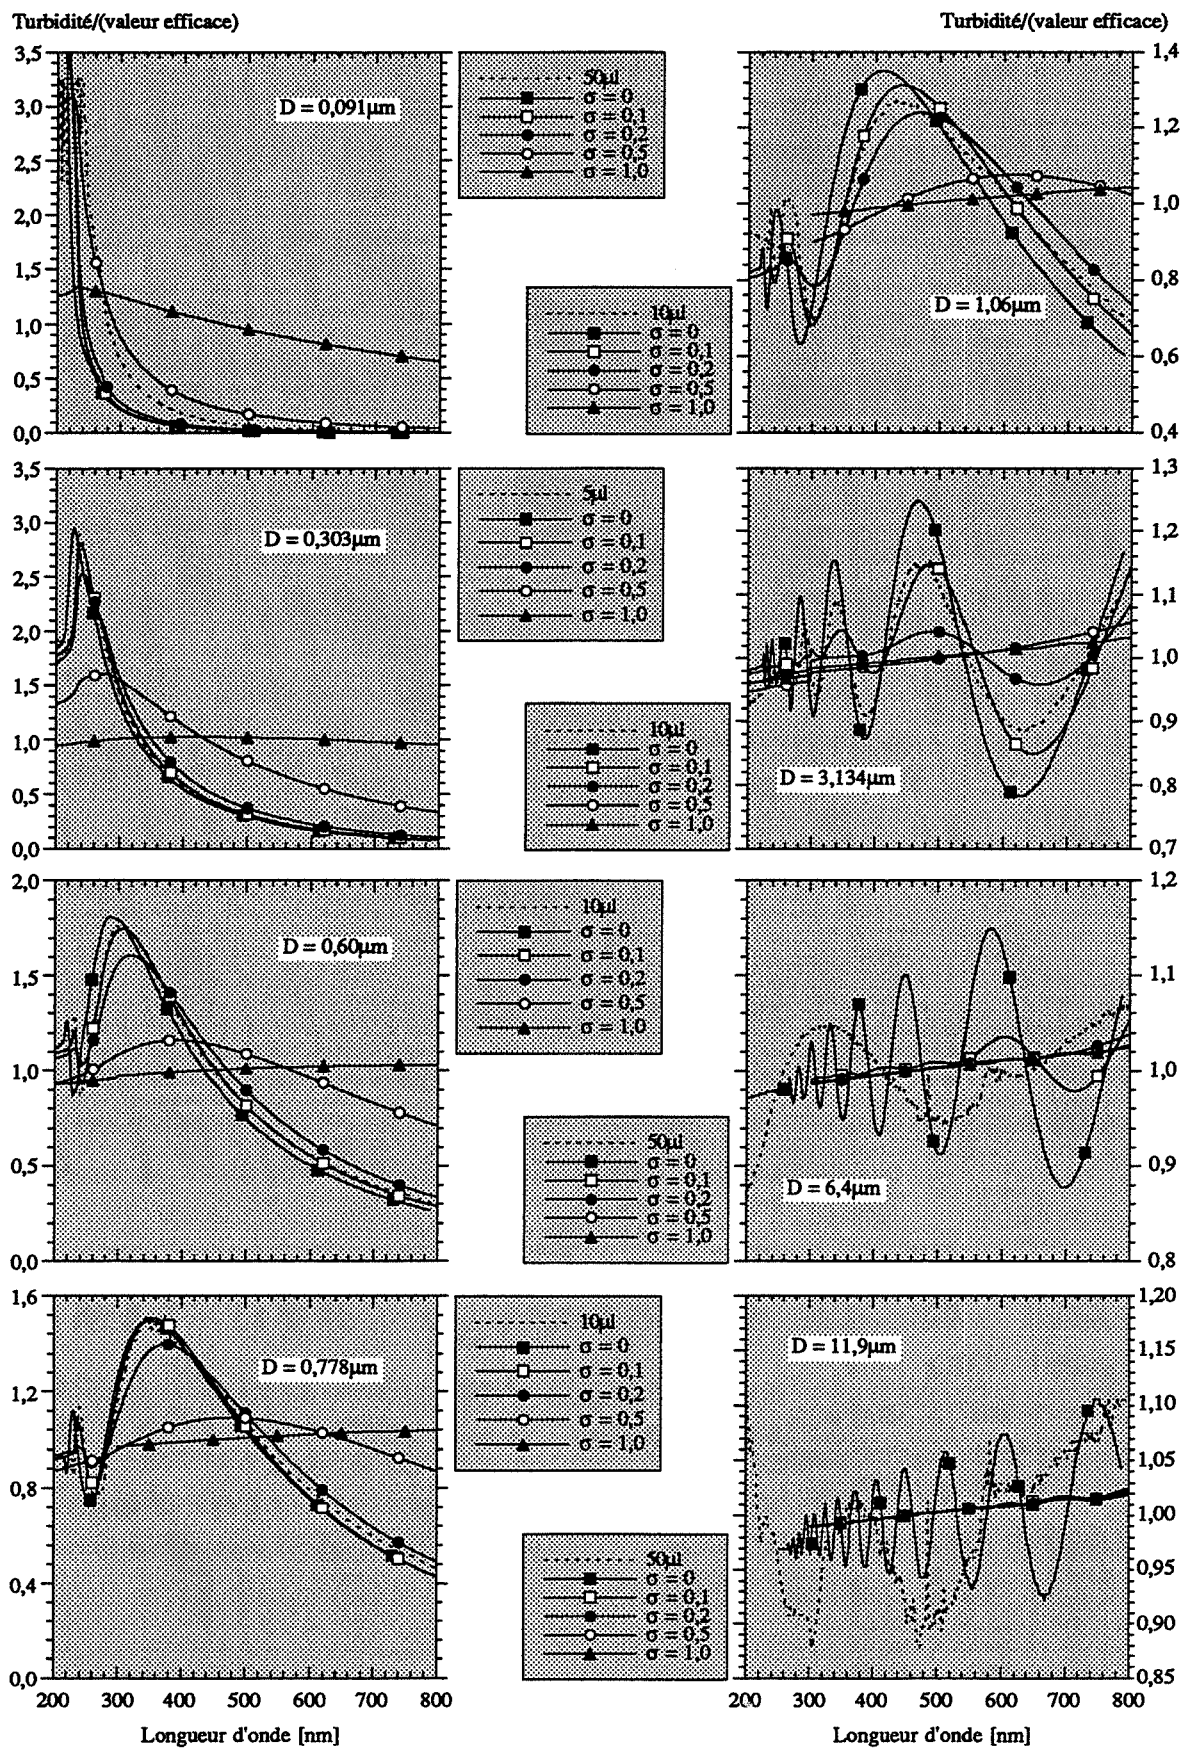 Turbidité/(valeur efficace)
Turbidité/(valeur efficace)
3,5
3,0
2,5
2,0
1,5
1,0
0,5
0,0
D = 0,091µm
50µl
σ = 0
σ = 0,1
σ = 0,2
σ = 0,5
σ = 1,0
10µl
σ = 0
σ = 0,1
σ = 0,2
σ = 0,5
σ = 1,0
D = 1,06µm
1,4
1,2
1,0
0,8
0,6
0,4
3,5
3,0
2,5
2,0
1,5
1,0
0,5
0,0
D = 0,303µm
5µl
σ = 0
σ = 0,1
σ = 0,2
σ = 0,5
σ = 1,0
10µl
σ = 0
σ = 0,1
σ = 0,2
σ = 0,5
σ = 1,0
D = 3,134µm
1,3
1,2
1,1
1,0
0,9
0,8
0,7
2,0
1,5
1,0
0,5
0,0
D = 0,60µm
10µl
σ = 0
σ = 0,1
σ = 0,2
σ = 0,5
σ = 1,0
50µl
σ = 0
σ = 0,1
σ = 0,2
σ = 0,5
σ = 1,0
D = 6,4µm
1,2
1,1
1,0
0,9
0,8
1,6
1,2
0,8
0,4
0,0
D = 0,778µm
10µl
σ = 0
σ = 0,1
σ = 0,2
σ = 0,5
σ = 1,0
50µl
σ = 0
σ = 0,1
σ = 0,2
σ = 0,5
σ = 1,0
D = 11,9µm
1,20
1,15
1,10
1,05
1,00
0,95
0,90
0,85
200 300 400 500 600 700 800
200 300 400 500 600 700 800
Longueur d'onde [nm]
Longueur d'onde [nm]